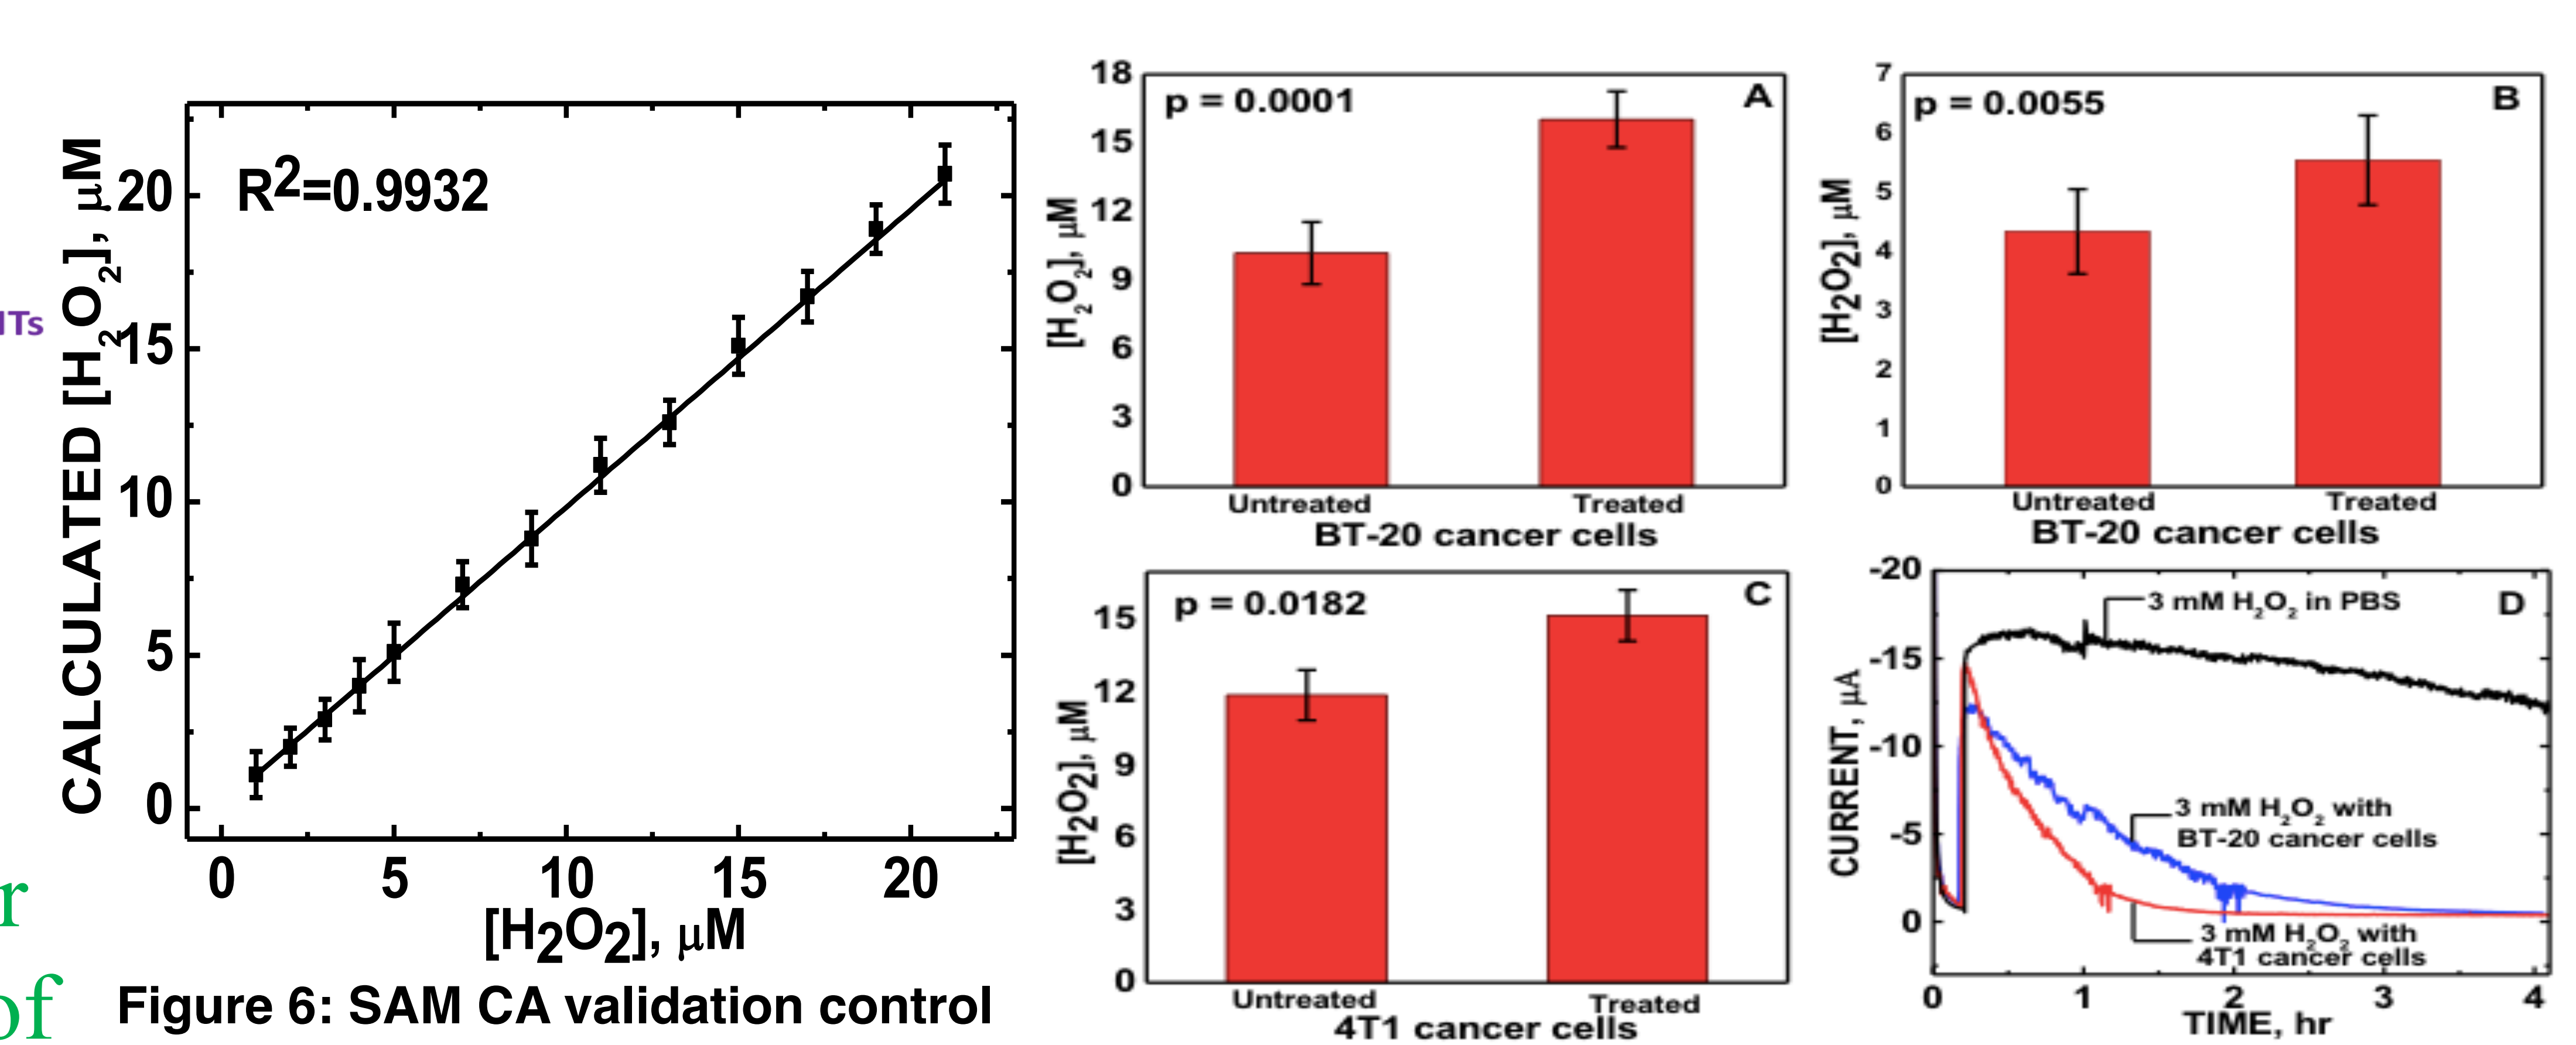 ITs
r
of
CALCULATED [H2O2], μM
20
15
10
5
0
R2=0.9932
0 5 10 15 20
[H2O2], μM
Figure 6: SAM CA validation control
[H2O2], μM
18
15
12
9
6
3
0
p = 0.0001
A
Untreated Treated
BT-20 cancer cells
[H2O2], μM
7
6
5
4
3
2
1
0
p = 0.0055
B
Untreated Treated
BT-20 cancer cells
[H2O2], μM
15
12
9
6
3
0
p = 0.0182
C
Untreated Treated
4T1 cancer cells
CURRENT, μA
-20
-15
-10
-5
0
D
3 mM H2O2 in PBS
3 mM H2O2 with
BT-20 cancer cells
3 mM H2O2 with
4T1 cancer cells
0 1 2 3 4
TIME, hr